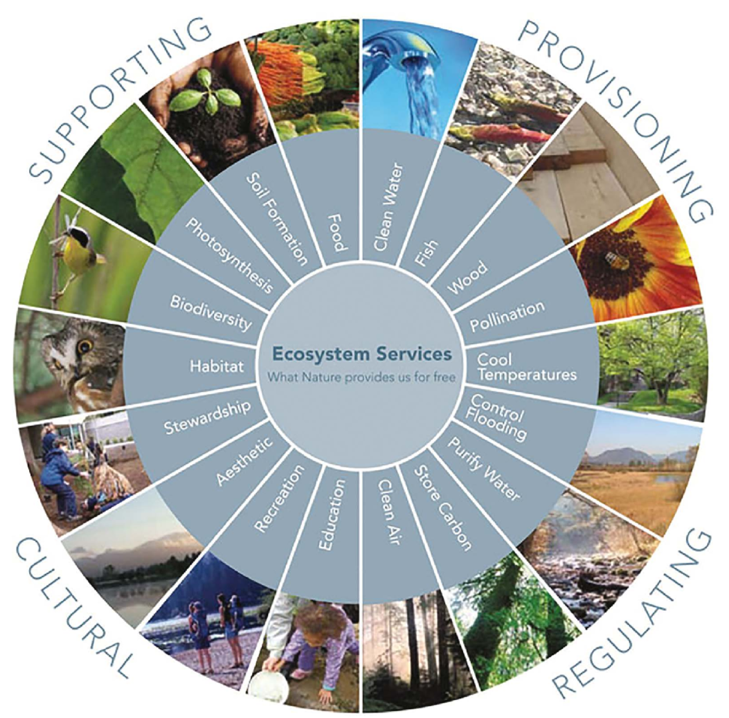 SUPPORTING
PROVISIONING
Food
Clean Water
Fish
Wood
Pollination
Cool
Temperatures
Control
Flooding
Purify Water
Store Carbon
Clean Air
Education
Recreation
Aesthetic
Stewardship
Habitat
Biodiversity
Photosynthesis
Soil Formation
Ecosystem Services
What Nature provides us for free
CULTURAL
REGULATING